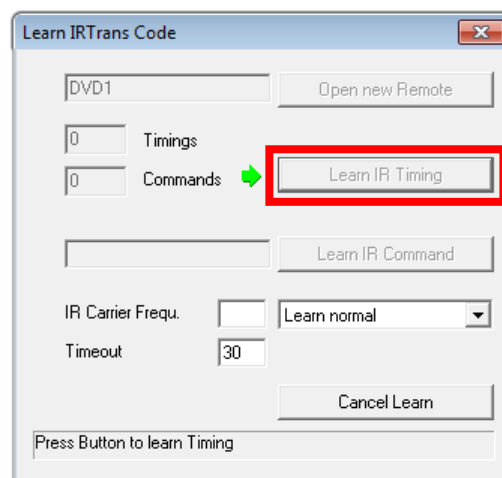 Learn IRTrans Code
DVD1
Open new Remote
0 Timings
0 Commands
Learn IR Timing
Learn IR Command
IR Carrier Frequ.
Learn normal
Timeout
30
Cancel Learn
Press Button to learn Timing